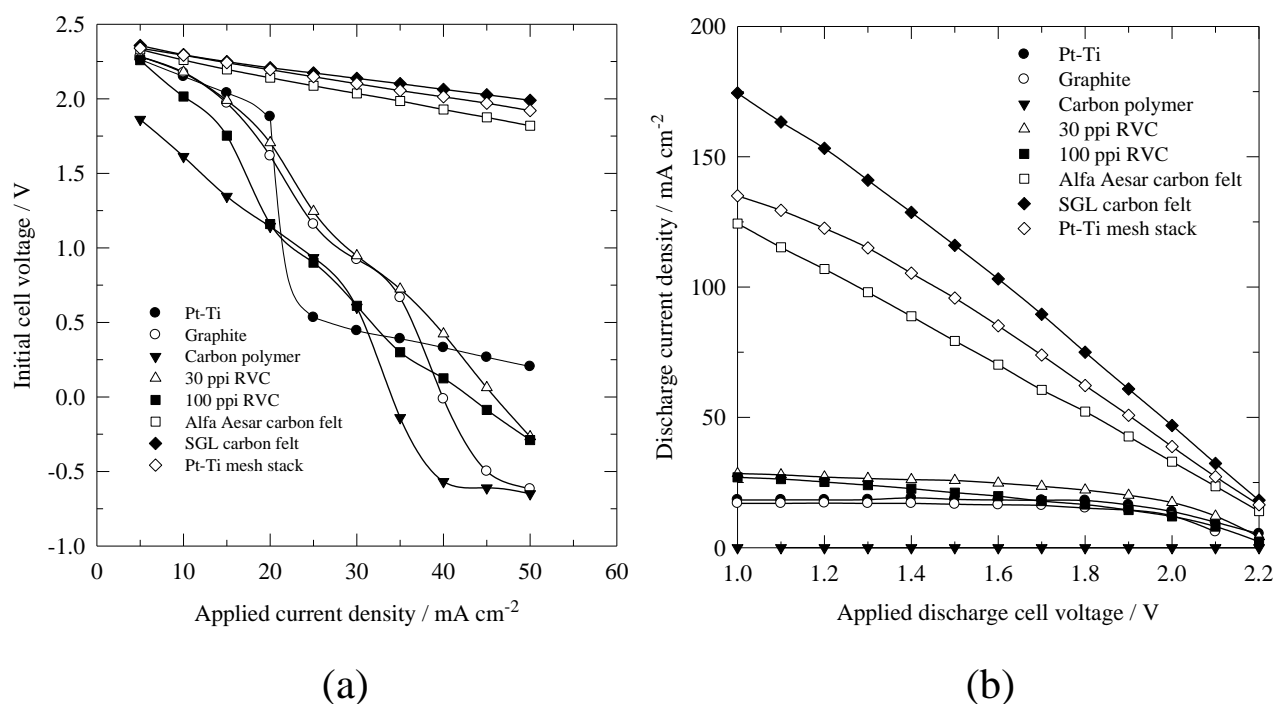 2.5
2.0
1.5
1.0
0.5
0.0
-0.5
-1.0
Initial cell voltage / V
Pt-Ti
Graphite
Carbon polymer
30 ppi RVC
100 ppi RVC
Alfa Aesar carbon felt
SGL carbon felt
Pt-Ti mesh stack
0 10 20 30 40 50 60
Applied current density / mA cm-2
(a)
200
150
100
50
0
Discharge current density / mA cm-2
Pt-Ti
Graphite
Carbon polymer
30 ppi RVC
100 ppi RVC
Alfa Aesar carbon felt
SGL carbon felt
Pt-Ti mesh stack
1.0 1.2 1.4 1.6 1.8 2.0 2.2
Applied discharge cell voltage / V
(b)